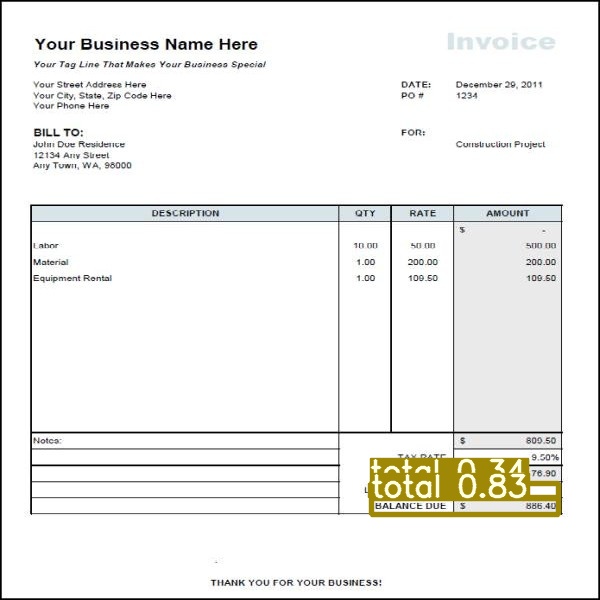 Your Business Name Here
Invoice
Your Tag Line That Makes Your Business Special
Your Street Address Here
DATE: December 29, 2011
Your City, State, Zip Code Here
PO # 1234
Your Phone Here
BILL TO:
FOR:
John Doe Residence
Construction Project
12134 Any Street
Any Town, WA, 98000
DESCRIPTION QTY RATE AMOUNT
$ -
Labor 10.00 50.00 500.00
Material 1.00 200.00 200.00
Equipment Rental 1.00 109.50 109.50
Notes: $ 809.50
TAX RATE 9.50%
total 0.34 76.90
total 0.83
BALANCE DUE $ 886.40
THANK YOU FOR YOUR BUSINESS!